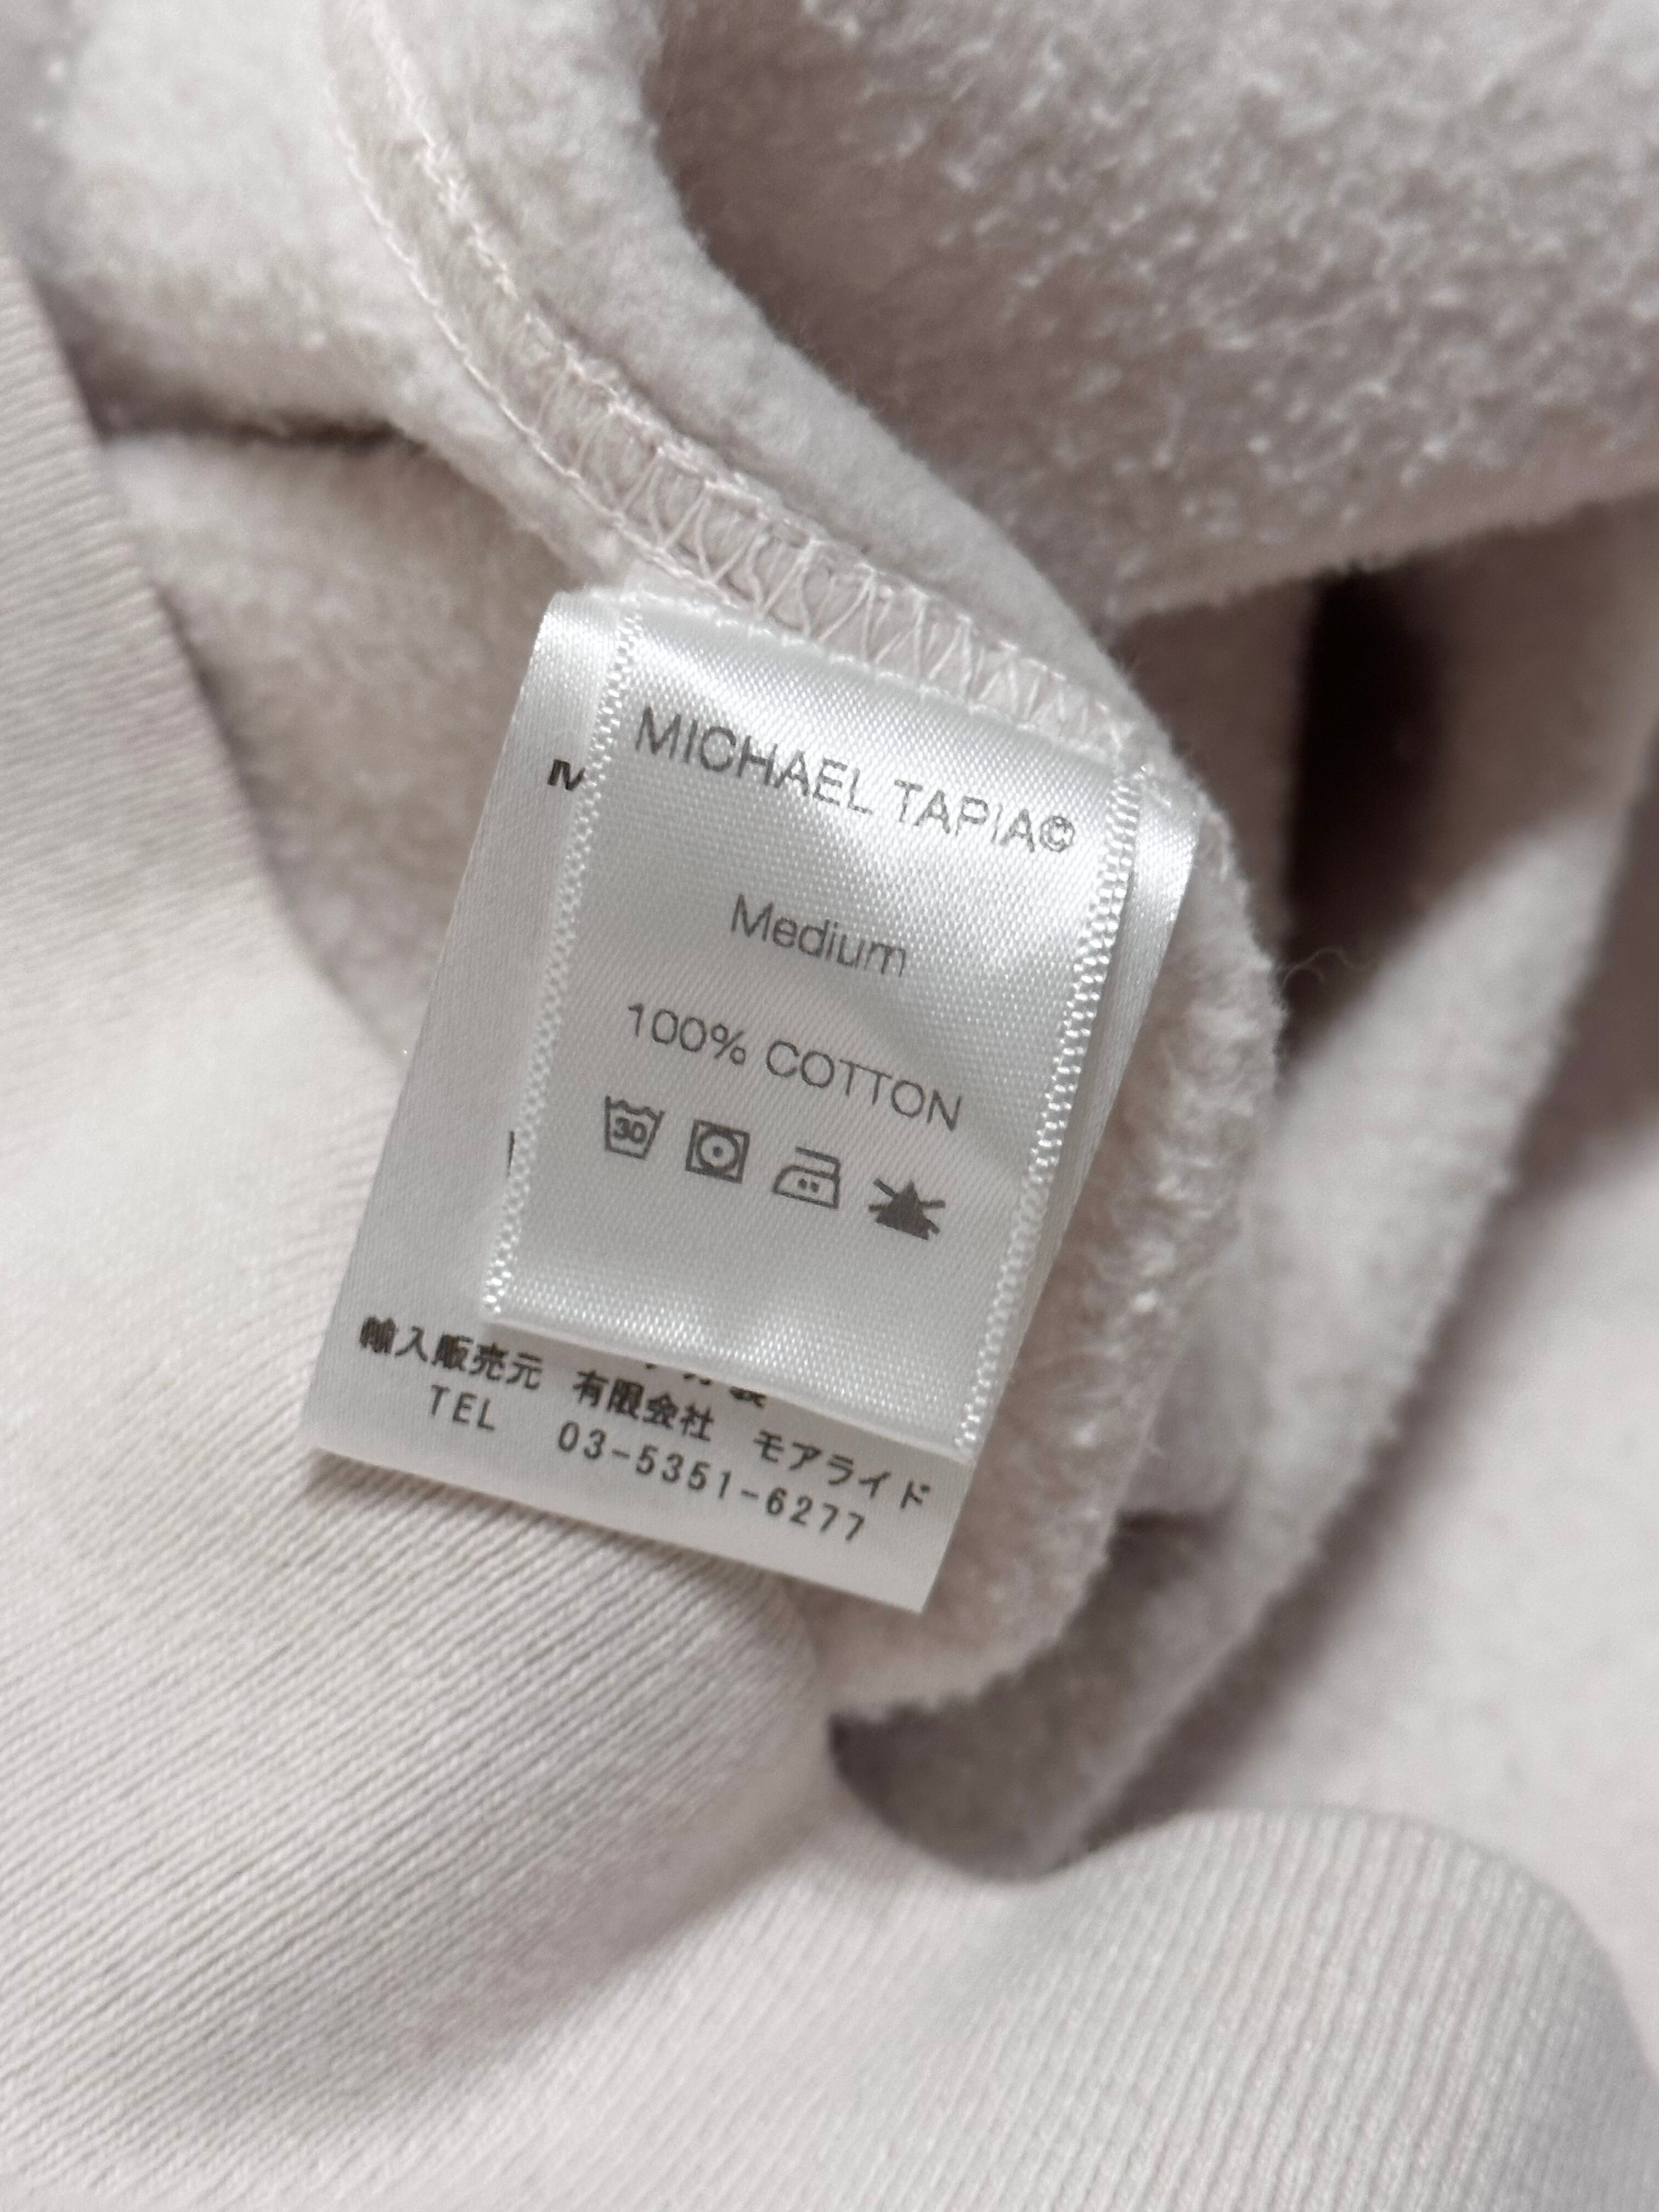 MICHAEL TAPIA©
Medium
100% COTTON
30
輸入販売元 有限会社 モアライド
TEL 03-5351-6277